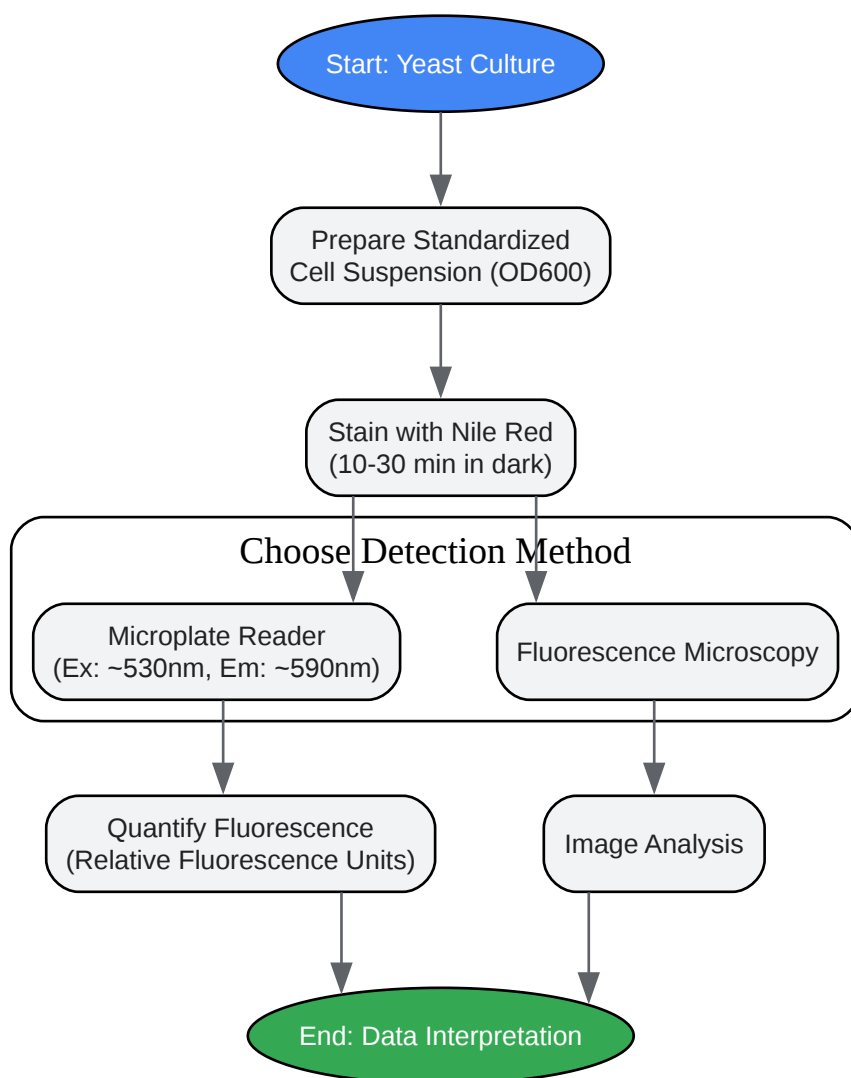 Start: Yeast Culture
Prepare Standardized
Cell Suspension (OD600)
Stain with Nile Red
(10-30 min in dark)
Choose Detection Method
Microplate Reader
(Ex: ~530nm, Em: ~590nm)
Fluorescence Microscopy
Quantify Fluorescence
(Relative Fluorescence Units)
Image Analysis
End: Data Interpretation